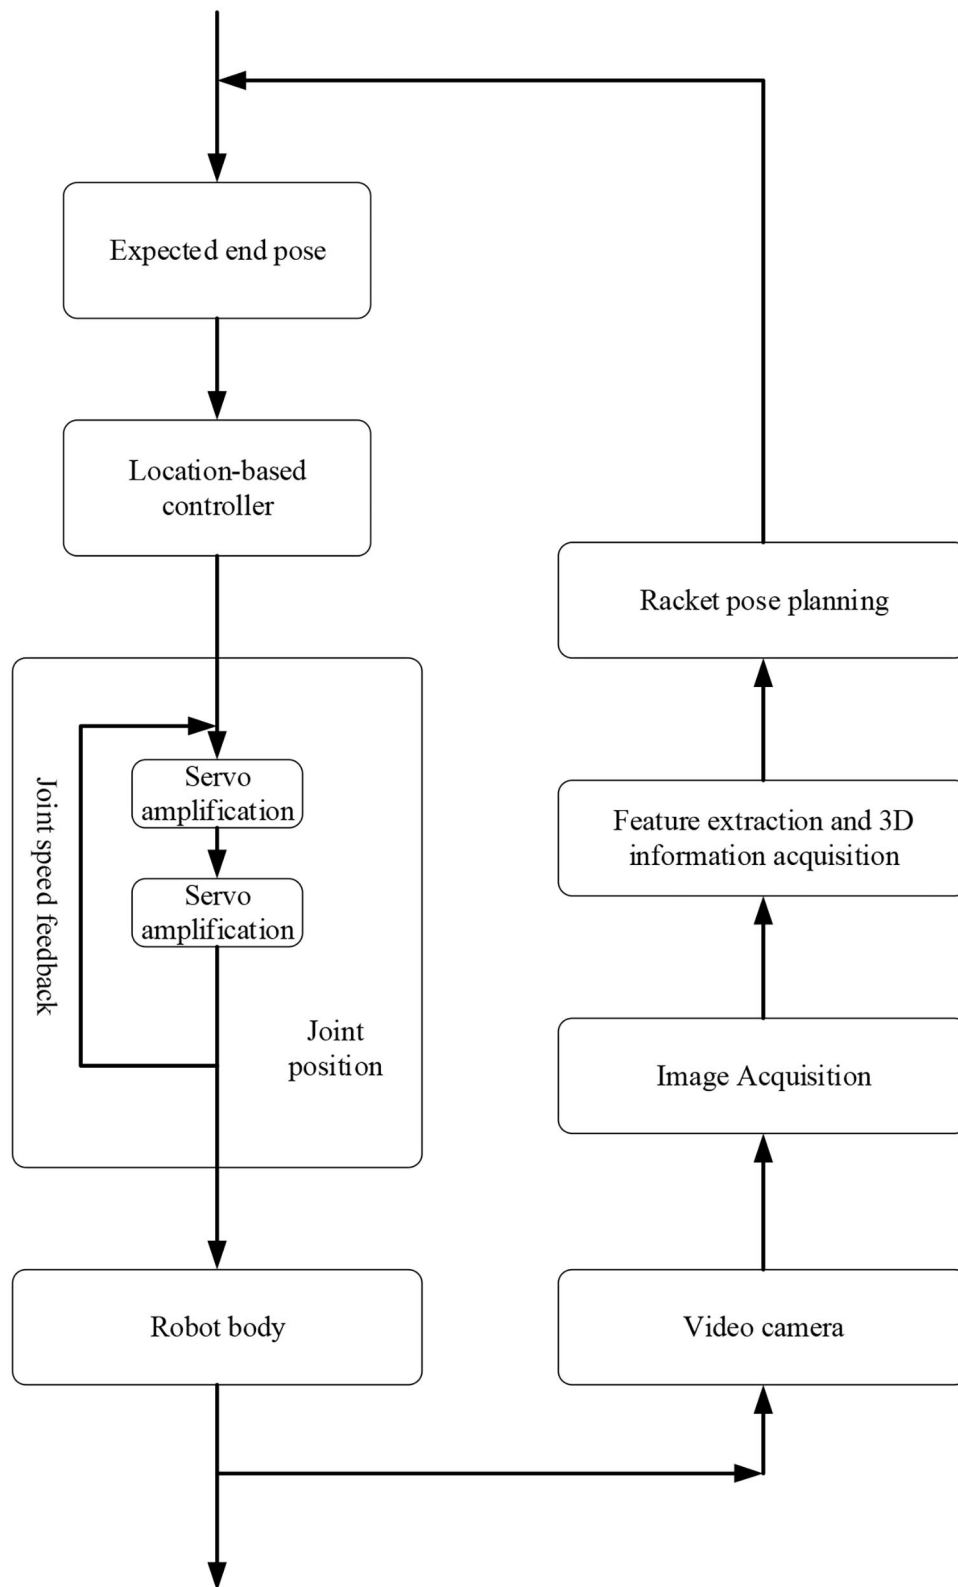 Expected end pose
Location-based
controller
Joint speed feedback
Servo
amplification
Servo
amplification
Joint
position
Robot body
Racket pose planning
Feature extraction and 3D
information acquisition
Image Acquisition
Video camera